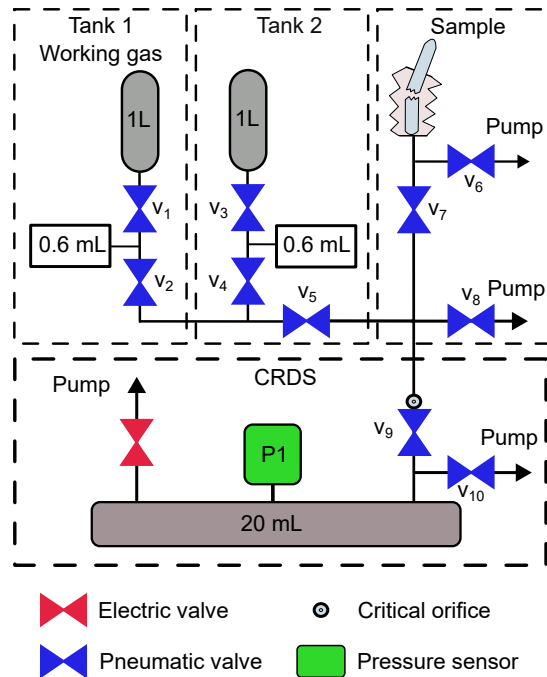 Tank 1
Working gas
Tank 2
Sample
1L
1L
Pump
v1
v3
v6
v7
0.6 mL
0.6 mL
v2
v4
v5
v8
Pump
CRDS
Pump
v9
Pump
P1
v10
20 mL
Electric valve
Critical orifice
Pneumatic valve
Pressure sensor